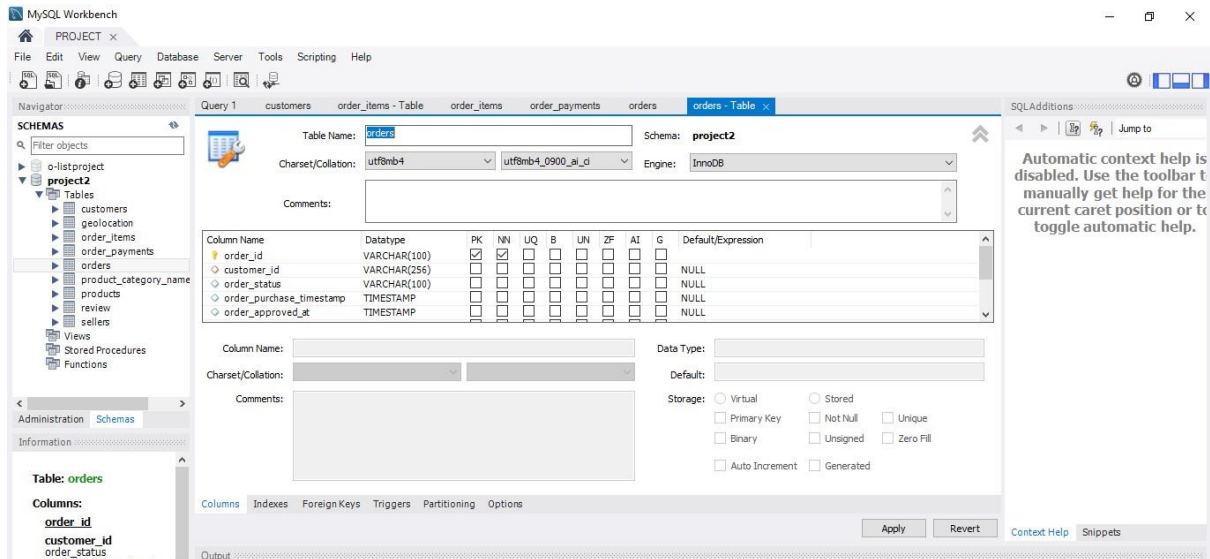 MySQL Workbench
PROJECT
File Edit View Query Database Server Tools Scripting Help
Navigator
SCHEMAS
Filter objects
o-listproject
project2
Tables
customers
geolocation
order_items
order_payments
orders
product_category_name
products
review
sellers
Views
Stored Procedures
Functions
Administration Schemas
Information
Table: orders
Columns:
order_id
customer_id
order_status
Query 1 customers order_items - Table order_items order_payments orders orders - Table
Table Name: orders Schema: project2
Charset/Collation: utf8mb4 utf8mb4_0900_ai_ci Engine: InnoDB
Comments:
Column Name Datatype PK NN UQ B UN ZF AI G Default/Expression
order_id VARCHAR(100)
customer_id VARCHAR(256) NULL
order_status VARCHAR(100) NULL
order_purchase_timestamp TIMESTAMP NULL
order_approved_at TIMESTAMP NULL
Column Name: Data Type:
Charset/Collation: Default:
Comments: Storage: Virtual Stored
Primary Key Not Null Unique
Binary Unsigned Zero Fill
Auto Increment Generated
Columns Indexes Foreign Keys Triggers Partitioning Options
Apply Revert
Output
SQLAdditions
Jump to
Automatic context help is
disabled. Use the toolbar t
manually get help for the
current caret position or to
toggle automatic help.
Context Help Snippets